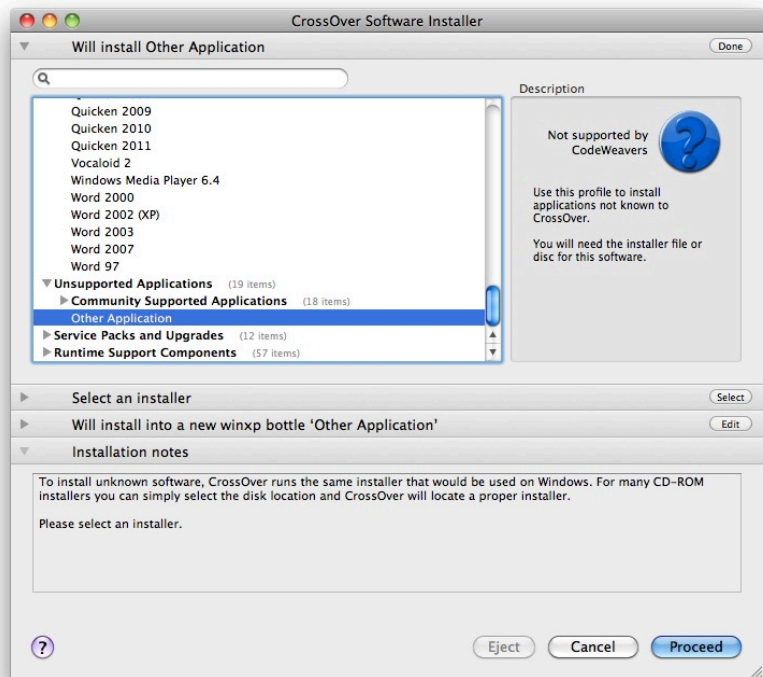 CrossOver Software Installer
Will install Other Application
Done
Description
Quicken 2009
Quicken 2010
Quicken 2011
Vocaloid 2
Windows Media Player 6.4
Word 2000
Word 2002 (XP)
Word 2003
Word 2007
Word 97
Unsupported Applications (19 items)
Community Supported Applications (18 items)
Other Application
Service Packs and Upgrades (12 items)
Runtime Support Components (57 items)
Not supported by
CodeWeavers
?
Use this profile to install
applications not known to
CrossOver.
You will need the installer file or
disc for this software.
Select an installer
Select
Will install into a new winxp bottle ‘Other Application’
Edit
Installation notes
To install unknown software, CrossOver runs the same installer that would be used on Windows. For many CD-ROM
installers you can simply select the disk location and CrossOver will locate a proper installer.
Please select an installer.
?
Eject
Cancel
Proceed